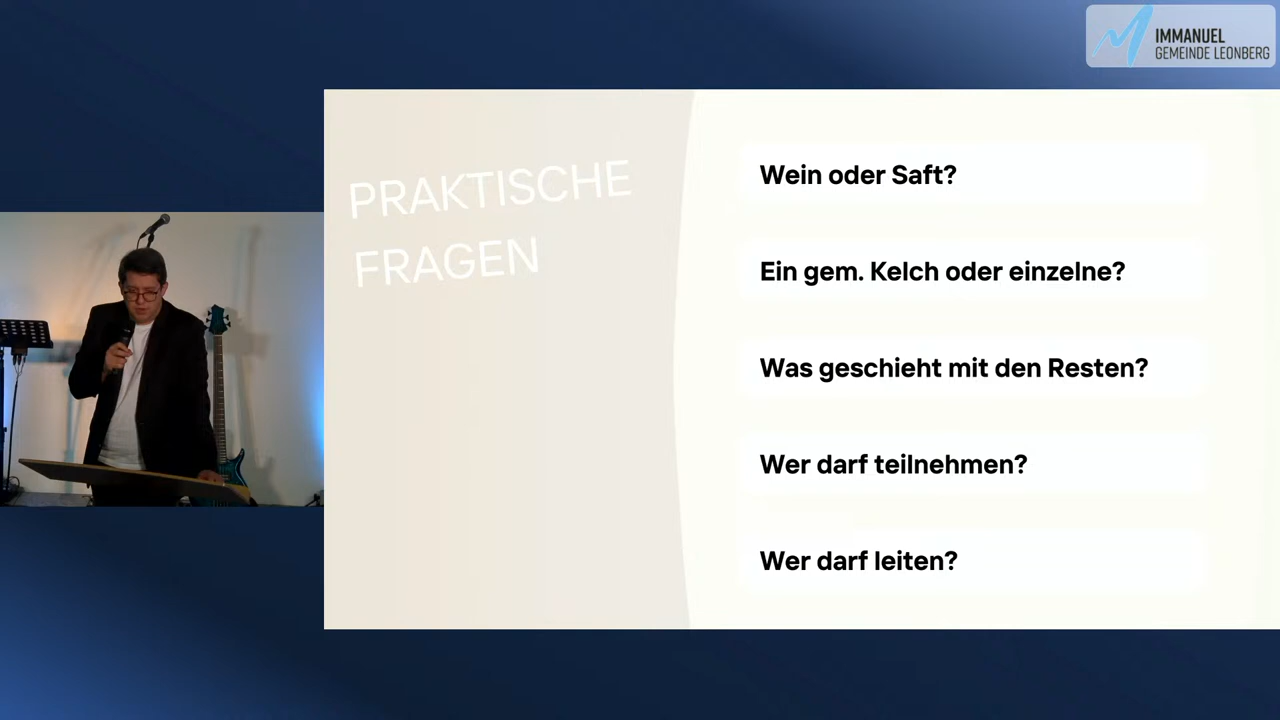 IMMANUEL
GEMEINDE LEONBERG
PRAKTISCHE
FRAGEN
Wein oder Saft?
Ein gem. Kelch oder einzelne?
Was geschieht mit den Resten?
Wer darf teilnehmen?
Wer darf leiten?